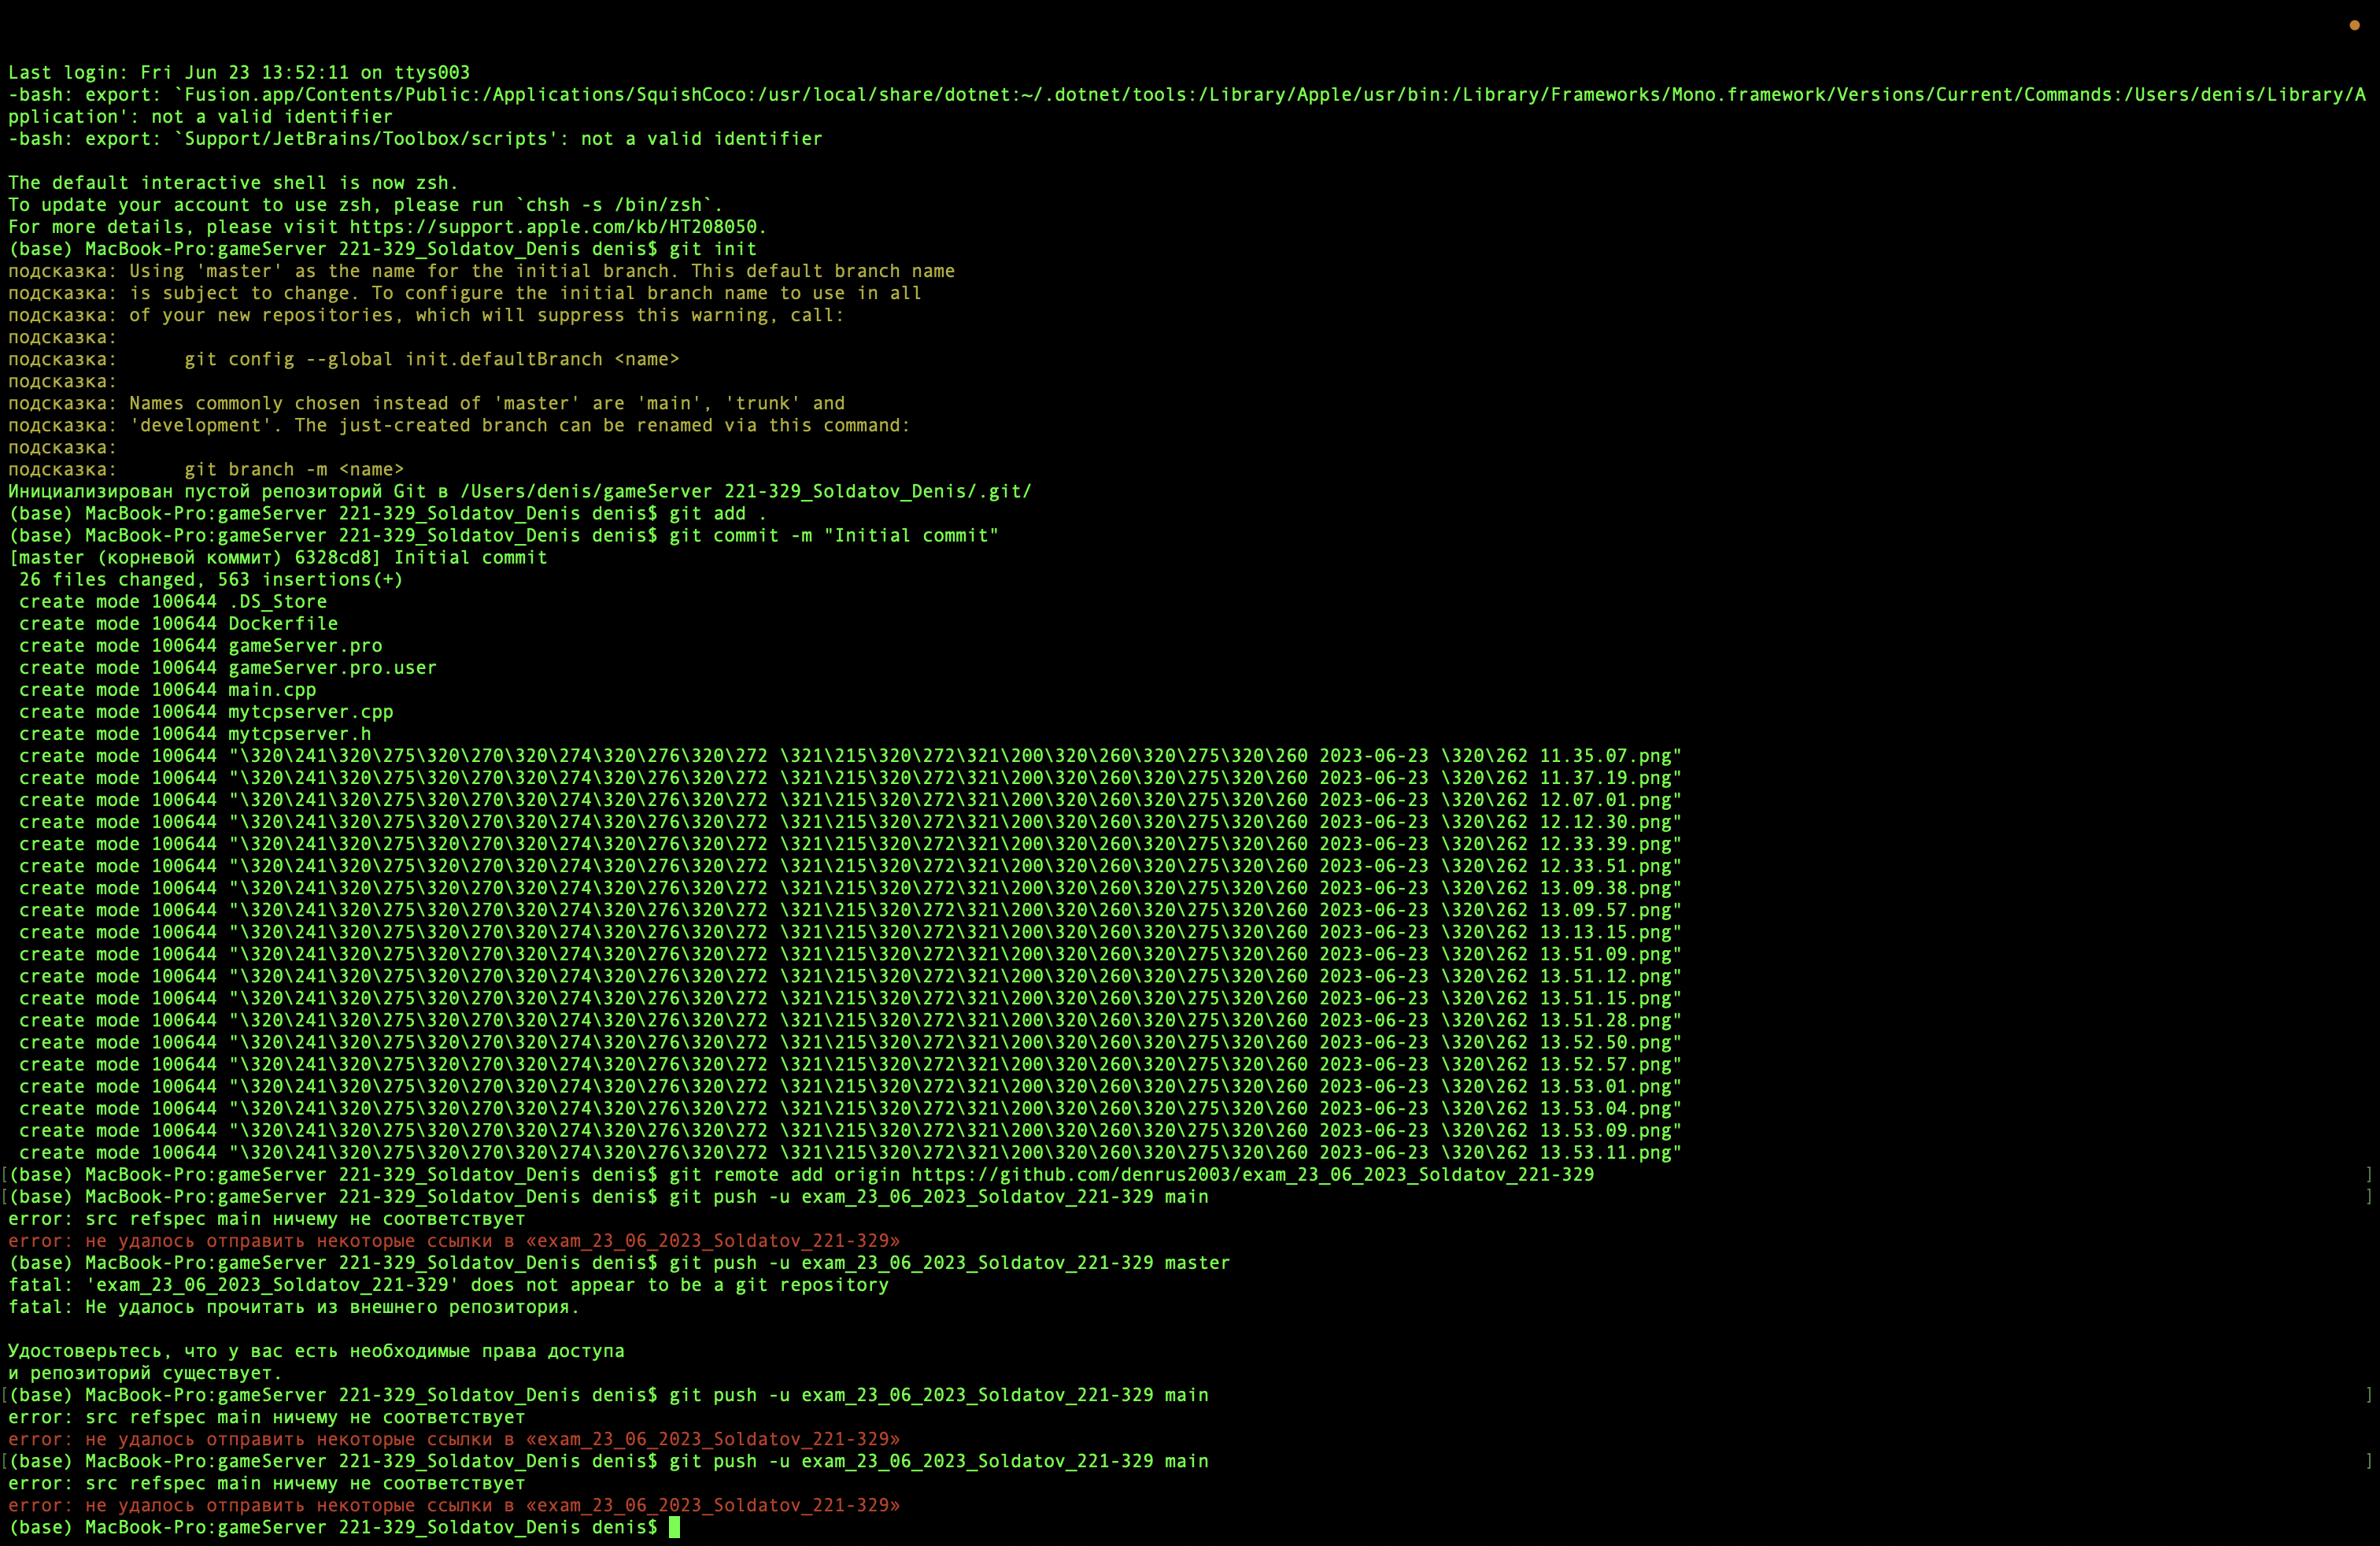 Last login: Fri Jun 23 13:52:11 on ttys003
-bash: export: `Fusion.app/Contents/Public:/Applications/SquishCoco:/usr/local/share/dotnet:~/.dotnet/tools:/Library/Apple/usr/bin:/Library/Frameworks/Mono.framework/Versions/Current/Commands:/Users/denis/Library/A
pplication': not a valid identifier
-bash: export: `Support/JetBrains/Toolbox/scripts': not a valid identifier

The default interactive shell is now zsh.
To update your account to use zsh, please run `chsh -s /bin/zsh`.
For more details, please visit https://support.apple.com/kb/HT208050.
(base) MacBook-Pro:gameServer 221-329_Soldatov_Denis denis$ git init
подсказка: Using 'master' as the name for the initial branch. This default branch name
подсказка: is subject to change. To configure the initial branch name to use in all
подсказка: of your new repositories, which will suppress this warning, call:
подсказка:
подсказка:      git config --global init.defaultBranch <name>
подсказка:
подсказка: Names commonly chosen instead of 'master' are 'main', 'trunk' and
подсказка: 'development'. The just-created branch can be renamed via this command:
подсказка:
подсказка:      git branch -m <name>
Инициализирован пустой репозиторий Git в /Users/denis/gameServer 221-329_Soldatov_Denis/.git/
(base) MacBook-Pro:gameServer 221-329_Soldatov_Denis denis$ git add .
(base) MacBook-Pro:gameServer 221-329_Soldatov_Denis denis$ git commit -m "Initial commit"
[master (корневой коммит) 6328cd8] Initial commit
 26 files changed, 563 insertions(+)
 create mode 100644 .DS_Store
 create mode 100644 Dockerfile
 create mode 100644 gameServer.pro
 create mode 100644 gameServer.pro.user
 create mode 100644 main.cpp
 create mode 100644 mytcpserver.cpp
 create mode 100644 mytcpserver.h
 create mode 100644 "\320\241\320\275\320\270\320\274\320\276\320\272 \321\215\320\272\321\200\320\260\320\275\320\260 2023-06-23 \320\262 11.35.07.png"
 create mode 100644 "\320\241\320\275\320\270\320\274\320\276\320\272 \321\215\320\272\321\200\320\260\320\275\320\260 2023-06-23 \320\262 11.37.19.png"
 create mode 100644 "\320\241\320\275\320\270\320\274\320\276\320\272 \321\215\320\272\321\200\320\260\320\275\320\260 2023-06-23 \320\262 12.07.01.png"
 create mode 100644 "\320\241\320\275\320\270\320\274\320\276\320\272 \321\215\320\272\321\200\320\260\320\275\320\260 2023-06-23 \320\262 12.12.30.png"
 create mode 100644 "\320\241\320\275\320\270\320\274\320\276\320\272 \321\215\320\272\321\200\320\260\320\275\320\260 2023-06-23 \320\262 12.33.39.png"
 create mode 100644 "\320\241\320\275\320\270\320\274\320\276\320\272 \321\215\320\272\321\200\320\260\320\275\320\260 2023-06-23 \320\262 12.33.51.png"
 create mode 100644 "\320\241\320\275\320\270\320\274\320\276\320\272 \321\215\320\272\321\200\320\260\320\275\320\260 2023-06-23 \320\262 13.09.38.png"
 create mode 100644 "\320\241\320\275\320\270\320\274\320\276\320\272 \321\215\320\272\321\200\320\260\320\275\320\260 2023-06-23 \320\262 13.09.57.png"
 create mode 100644 "\320\241\320\275\320\270\320\274\320\276\320\272 \321\215\320\272\321\200\320\260\320\275\320\260 2023-06-23 \320\262 13.13.15.png"
 create mode 100644 "\320\241\320\275\320\270\320\274\320\276\320\272 \321\215\320\272\321\200\320\260\320\275\320\260 2023-06-23 \320\262 13.51.09.png"
 create mode 100644 "\320\241\320\275\320\270\320\274\320\276\320\272 \321\215\320\272\321\200\320\260\320\275\320\260 2023-06-23 \320\262 13.51.12.png"
 create mode 100644 "\320\241\320\275\320\270\320\274\320\276\320\272 \321\215\320\272\321\200\320\260\320\275\320\260 2023-06-23 \320\262 13.51.15.png"
 create mode 100644 "\320\241\320\275\320\270\320\274\320\276\320\272 \321\215\320\272\321\200\320\260\320\275\320\260 2023-06-23 \320\262 13.51.28.png"
 create mode 100644 "\320\241\320\275\320\270\320\274\320\276\320\272 \321\215\320\272\321\200\320\260\320\275\320\260 2023-06-23 \320\262 13.52.50.png"
 create mode 100644 "\320\241\320\275\320\270\320\274\320\276\320\272 \321\215\320\272\321\200\320\260\320\275\320\260 2023-06-23 \320\262 13.52.57.png"
 create mode 100644 "\320\241\320\275\320\270\320\274\320\276\320\272 \321\215\320\272\321\200\320\260\320\275\320\260 2023-06-23 \320\262 13.53.01.png"
 create mode 100644 "\320\241\320\275\320\270\320\274\320\276\320\272 \321\215\320\272\321\200\320\260\320\275\320\260 2023-06-23 \320\262 13.53.04.png"
 create mode 100644 "\320\241\320\275\320\270\320\274\320\276\320\272 \321\215\320\272\321\200\320\260\320\275\320\260 2023-06-23 \320\262 13.53.09.png"
 create mode 100644 "\320\241\320\275\320\270\320\274\320\276\320\272 \321\215\320\272\321\200\320\260\320\275\320\260 2023-06-23 \320\262 13.53.11.png"
[(base) MacBook-Pro:gameServer 221-329_Soldatov_Denis denis$ git remote add origin https://github.com/denrus2003/exam_23_06_2023_Soldatov_221-329 ]
[(base) MacBook-Pro:gameServer 221-329_Soldatov_Denis denis$ git push -u exam_23_06_2023_Soldatov_221-329 main ]
error: src refspec main ничему не соответствует
error: не удалось отправить некоторые ссылки в «exam_23_06_2023_Soldatov_221-329»
(base) MacBook-Pro:gameServer 221-329_Soldatov_Denis denis$ git push -u exam_23_06_2023_Soldatov_221-329 master
fatal: 'exam_23_06_2023_Soldatov_221-329' does not appear to be a git repository
fatal: Не удалось прочитать из внешнего репозитория.

Удостоверьтесь, что у вас есть необходимые права доступа
и репозиторий существует.
[(base) MacBook-Pro:gameServer 221-329_Soldatov_Denis denis$ git push -u exam_23_06_2023_Soldatov_221-329 main ]
error: src refspec main ничему не соответствует
error: не удалось отправить некоторые ссылки в «exam_23_06_2023_Soldatov_221-329»
[(base) MacBook-Pro:gameServer 221-329_Soldatov_Denis denis$ git push -u exam_23_06_2023_Soldatov_221-329 main ]
error: src refspec main ничему не соответствует
error: не удалось отправить некоторые ссылки в «exam_23_06_2023_Soldatov_221-329»
(base) MacBook-Pro:gameServer 221-329_Soldatov_Denis denis$